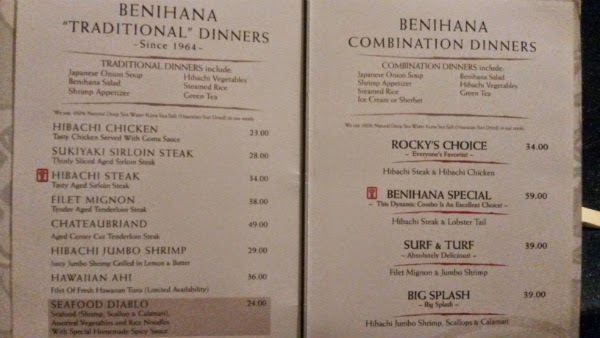 BENIHANA
"TRADITIONAL" DINNERS
~Since 1964~
TRADITIONAL DINNERS include:
Japanese Onion Soup
Benihana Salad
Shrimp Appetizer
Hibachi Vegetables
Steamed Rice
Green Tea
HIBACHI CHICKEN 23.00
Tasty Chicken Served With Goma Sauce
SUKIYAKI SIRLOIN STEAK 28.00
Thinly Sliced Aged Sirloin Steak
HIBACHI STEAK 34.00
Tasty Aged Sirloin Steak
FILET MIGNON 38.00
Tender Aged Tenderloin Steak
CHATEAUBRIAND 49.00
Aged Center Cut Tenderloin Steak
HIBACHI JUMBO SHRIMP 29.00
Juicy Jumbo Shrimp Grilled in Lemon & Butter
HAWAIIAN AHI 36.00
Filet Of Fresh Hawaiian Tuna (Limited Availability)
SEAFOOD DIABLO 24.00
Seafood (Shrimp, Scallop & Calamari)
Assorted Vegetables and Rice Noodles
With Special Homemade Spicy Sauce
BENIHANA
COMBINATION DINNERS
COMBINATION DINNERS include:
Japanese Onion Soup
Shrimp Appetizer
Steamed Rice
Ice Cream or Sherbet
Benihana Salad
Hibachi Vegetables
Green Tea
ROCKY'S CHOICE 34.00
~ Everyone's Favorite! ~
Hibachi Steak & Hibachi Chicken
BENIHANA SPECIAL 59.00
~ This Dynamic Combo Is An Excellent Choice! ~
Hibachi Steak & Lobster Tail
SURF & TURF 39.00
~ Absolutely Delicious! ~
Filet Mignon & Jumbo Shrimp
BIG SPLASH 39.00
~ Big Splash ~
Hibachi Jumbo Shrimp, Scallops & Calamari